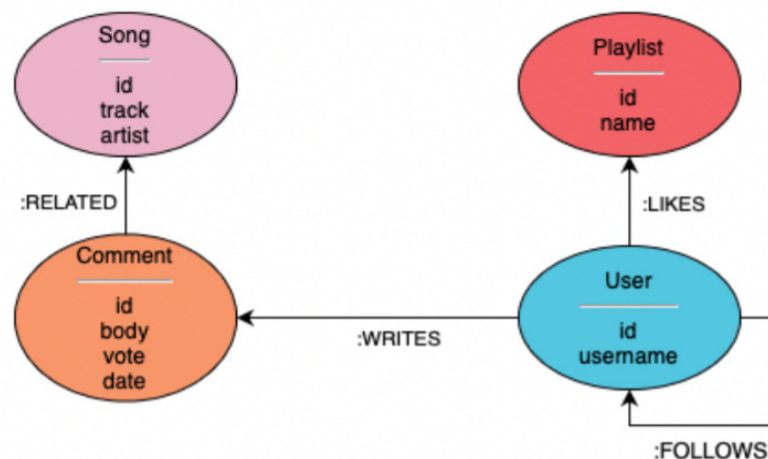 Song
id
track
artist
Playlist
id
name
:RELATED
:LIKES
Comment
id
body
vote
date
:WRITES
User
id
username
:FOLLOWS